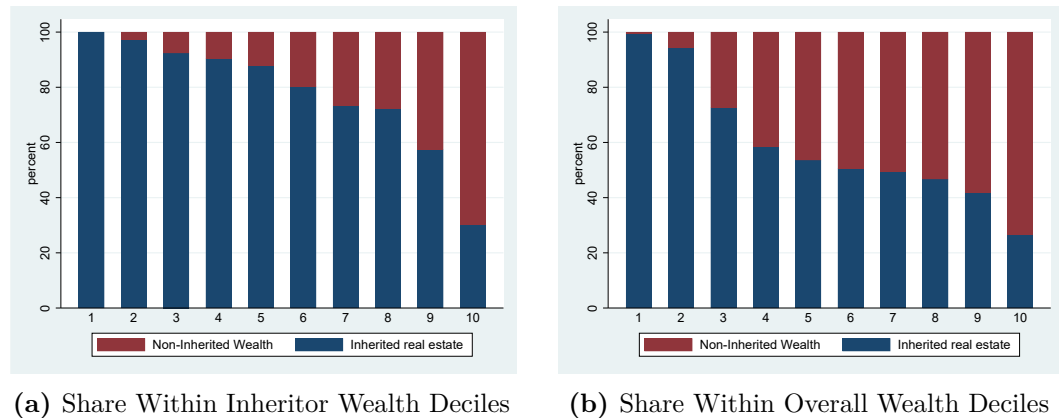 100
80
60
40
20
0
percent
1 2 3 4 5 6 7 8 9 10
Non-Inherited Wealth Inherited real estate
(a) Share Within Inheritor Wealth Deciles
100
80
60
40
20
0
percent
1 2 3 4 5 6 7 8 9 10
Non-Inherited Wealth Inherited real estate
(b) Share Within Overall Wealth Deciles